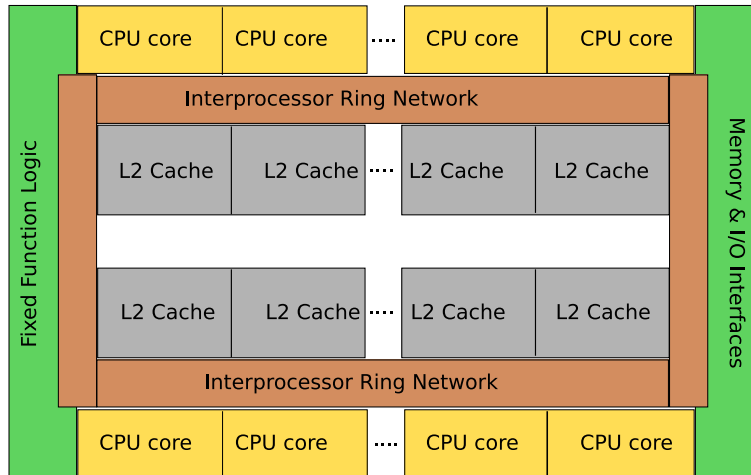 CPU core CPU core .... CPU core CPU core
Interprocessor Ring Network
L2 Cache L2 Cache .... L2 Cache L2 Cache
Fixed Function Logic
Memory & I/O Interfaces
L2 Cache L2 Cache .... L2 Cache L2 Cache
Interprocessor Ring Network
CPU core CPU core .... CPU core CPU core